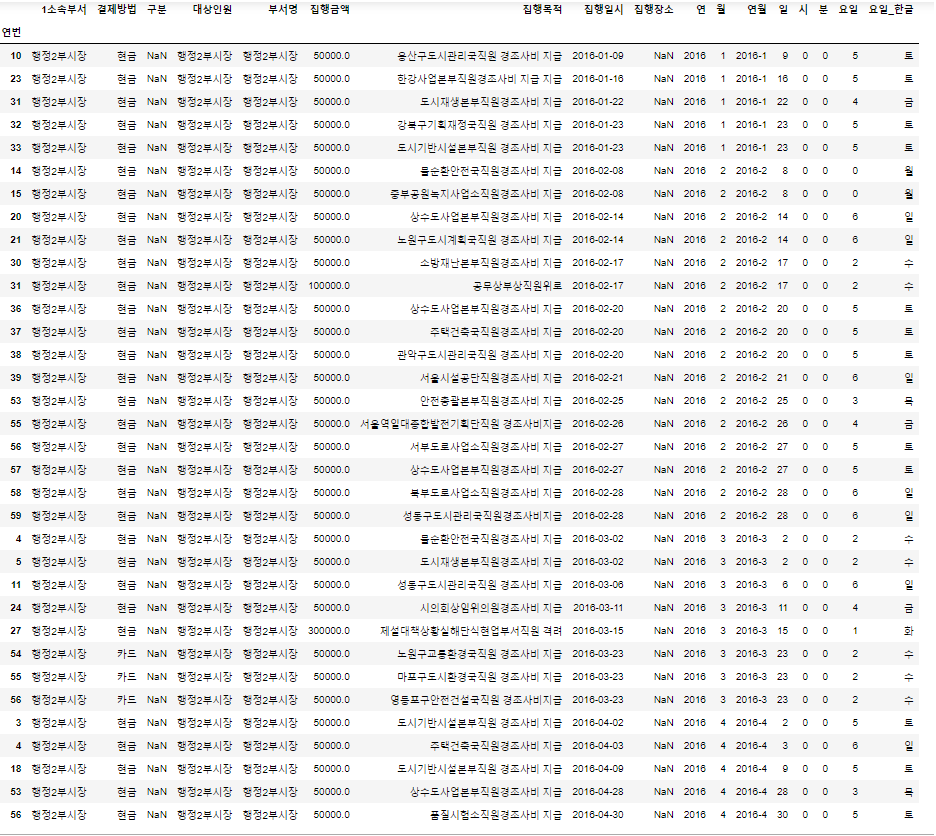 1소속부서 결제방법 구분 대상인원 부서명 집행금액 집행목적 집행일시 집행장소 연 월 연월 일 시 분 요일 요일_한글
연번
10 행정2부시장 현금 NaN 행정2부시장 행정2부시장 50000.0 용산구도시관리국직원 경조사비 지급 2016-01-09 NaN 2016 1 2016-1 9 0 0 5 토
23 행정2부시장 현금 NaN 행정2부시장 행정2부시장 50000.0 한강사업본부직원경조사비 지급 지급 2016-01-16 NaN 2016 1 2016-1 16 0 0 5 토
31 행정2부시장 현금 NaN 행정2부시장 행정2부시장 50000.0 도시재생본부직원경조사비 지급 2016-01-22 NaN 2016 1 2016-1 22 0 0 4 금
32 행정2부시장 현금 NaN 행정2부시장 행정2부시장 50000.0 강북구기획재정국직원 경조사비 지급 2016-01-23 NaN 2016 1 2016-1 23 0 0 5 토
33 행정2부시장 현금 NaN 행정2부시장 행정2부시장 50000.0 도시기반시설본부직원 경조사비 지급 2016-01-23 NaN 2016 1 2016-1 23 0 0 5 토
14 행정2부시장 현금 NaN 행정2부시장 행정2부시장 50000.0 물순환안전국직원경조사비 지급 2016-02-08 NaN 2016 2 2016-2 8 0 0 0 월
15 행정2부시장 현금 NaN 행정2부시장 행정2부시장 50000.0 중부공원녹지사업소직원경조사비 지급 2016-02-08 NaN 2016 2 2016-2 8 0 0 0 월
20 행정2부시장 현금 NaN 행정2부시장 행정2부시장 50000.0 상수도사업본부직원경조사비 지급 2016-02-14 NaN 2016 2 2016-2 14 0 0 6 일
21 행정2부시장 현금 NaN 행정2부시장 행정2부시장 50000.0 노원구도시계획국직원 경조사비 지급 2016-02-14 NaN 2016 2 2016-2 14 0 0 6 일
30 행정2부시장 현금 NaN 행정2부시장 행정2부시장 50000.0 소방재난본부직원경조사비 지급 2016-02-17 NaN 2016 2 2016-2 17 0 0 2 수
31 행정2부시장 현금 NaN 행정2부시장 행정2부시장 100000.0 공무상부상직원위로 2016-02-17 NaN 2016 2 2016-2 17 0 0 2 수
36 행정2부시장 현금 NaN 행정2부시장 행정2부시장 50000.0 상수도사업본부직원경조사비 지급 2016-02-20 NaN 2016 2 2016-2 20 0 0 5 토
37 행정2부시장 현금 NaN 행정2부시장 행정2부시장 50000.0 주택건축국직원경조사비 지급 2016-02-20 NaN 2016 2 2016-2 20 0 0 5 토
38 행정2부시장 현금 NaN 행정2부시장 행정2부시장 50000.0 관악구도시관리국직원 경조사비 지급 2016-02-20 NaN 2016 2 2016-2 20 0 0 5 토
39 행정2부시장 현금 NaN 행정2부시장 행정2부시장 50000.0 서울시설공단직원경조사비 지급 2016-02-21 NaN 2016 2 2016-2 21 0 0 6 일
53 행정2부시장 현금 NaN 행정2부시장 행정2부시장 50000.0 안전총괄본부직원경조사비 지급 2016-02-25 NaN 2016 2 2016-2 25 0 0 3 목
55 행정2부시장 현금 NaN 행정2부시장 행정2부시장 50000.0 서울역일대종합발전기획단직원 경조사비지급 2016-02-26 NaN 2016 2 2016-2 26 0 0 4 금
56 행정2부시장 현금 NaN 행정2부시장 행정2부시장 50000.0 서부도로사업소직원경조사비 지급 2016-02-27 NaN 2016 2 2016-2 27 0 0 5 토
57 행정2부시장 현금 NaN 행정2부시장 행정2부시장 50000.0 상수도사업본부직원경조사비 지급 2016-02-27 NaN 2016 2 2016-2 27 0 0 5 토
58 행정2부시장 현금 NaN 행정2부시장 행정2부시장 50000.0 북부도로사업소직원경조사비 지급 2016-02-28 NaN 2016 2 2016-2 28 0 0 6 일
59 행정2부시장 현금 NaN 행정2부시장 행정2부시장 50000.0 성동구도시관리국직원경조사비지급 2016-02-28 NaN 2016 2 2016-2 28 0 0 6 일
4 행정2부시장 현금 NaN 행정2부시장 행정2부시장 50000.0 물순환안전국직원경조사비 지급 2016-03-02 NaN 2016 3 2016-3 2 0 0 2 수
5 행정2부시장 현금 NaN 행정2부시장 행정2부시장 50000.0 도시재생본부직원경조사비 지급 2016-03-02 NaN 2016 3 2016-3 2 0 0 2 수
11 행정2부시장 현금 NaN 행정2부시장 행정2부시장 50000.0 성동구도시관리국직원 경조사비 지급 2016-03-06 NaN 2016 3 2016-3 6 0 0 6 일
24 행정2부시장 현금 NaN 행정2부시장 행정2부시장 50000.0 시의회상임위의원경조사비 지급 2016-03-11 NaN 2016 3 2016-3 11 0 0 4 금
27 행정2부시장 현금 NaN 행정2부시장 행정2부시장 300000.0 제설대책상황실해단식현업부서직원 격려 2016-03-15 NaN 2016 3 2016-3 15 0 0 1 화
54 행정2부시장 카드 NaN 행정2부시장 행정2부시장 50000.0 노원구교통환경국직원 경조사비 지급 2016-03-23 NaN 2016 3 2016-3 23 0 0 2 수
55 행정2부시장 카드 NaN 행정2부시장 행정2부시장 50000.0 마포구도시환경국직원 경조사비 지급 2016-03-23 NaN 2016 3 2016-3 23 0 0 2 수
56 행정2부시장 카드 NaN 행정2부시장 행정2부시장 50000.0 영등포구안전건설국직원 경조사비지급 2016-03-23 NaN 2016 3 2016-3 23 0 0 2 수
3 행정2부시장 현금 NaN 행정2부시장 행정2부시장 50000.0 도시기반시설본부직원 경조사비 지급 2016-04-02 NaN 2016 4 2016-4 2 0 0 5 토
4 행정2부시장 현금 NaN 행정2부시장 행정2부시장 50000.0 주택건축국직원경조사비 지급 2016-04-03 NaN 2016 4 2016-4 3 0 0 6 일
18 행정2부시장 현금 NaN 행정2부시장 행정2부시장 50000.0 도시기반시설본부직원 경조사비 지급 2016-04-09 NaN 2016 4 2016-4 9 0 0 5 토
53 행정2부시장 현금 NaN 행정2부시장 행정2부시장 50000.0 상수도사업본부직원경조사비 지급 2016-04-28 NaN 2016 4 2016-4 28 0 0 3 목
56 행정2부시장 현금 NaN 행정2부시장 행정2부시장 50000.0 품질시험소직원경조사비 지급 2016-04-30 NaN 2016 4 2016-4 30 0 0 5 토